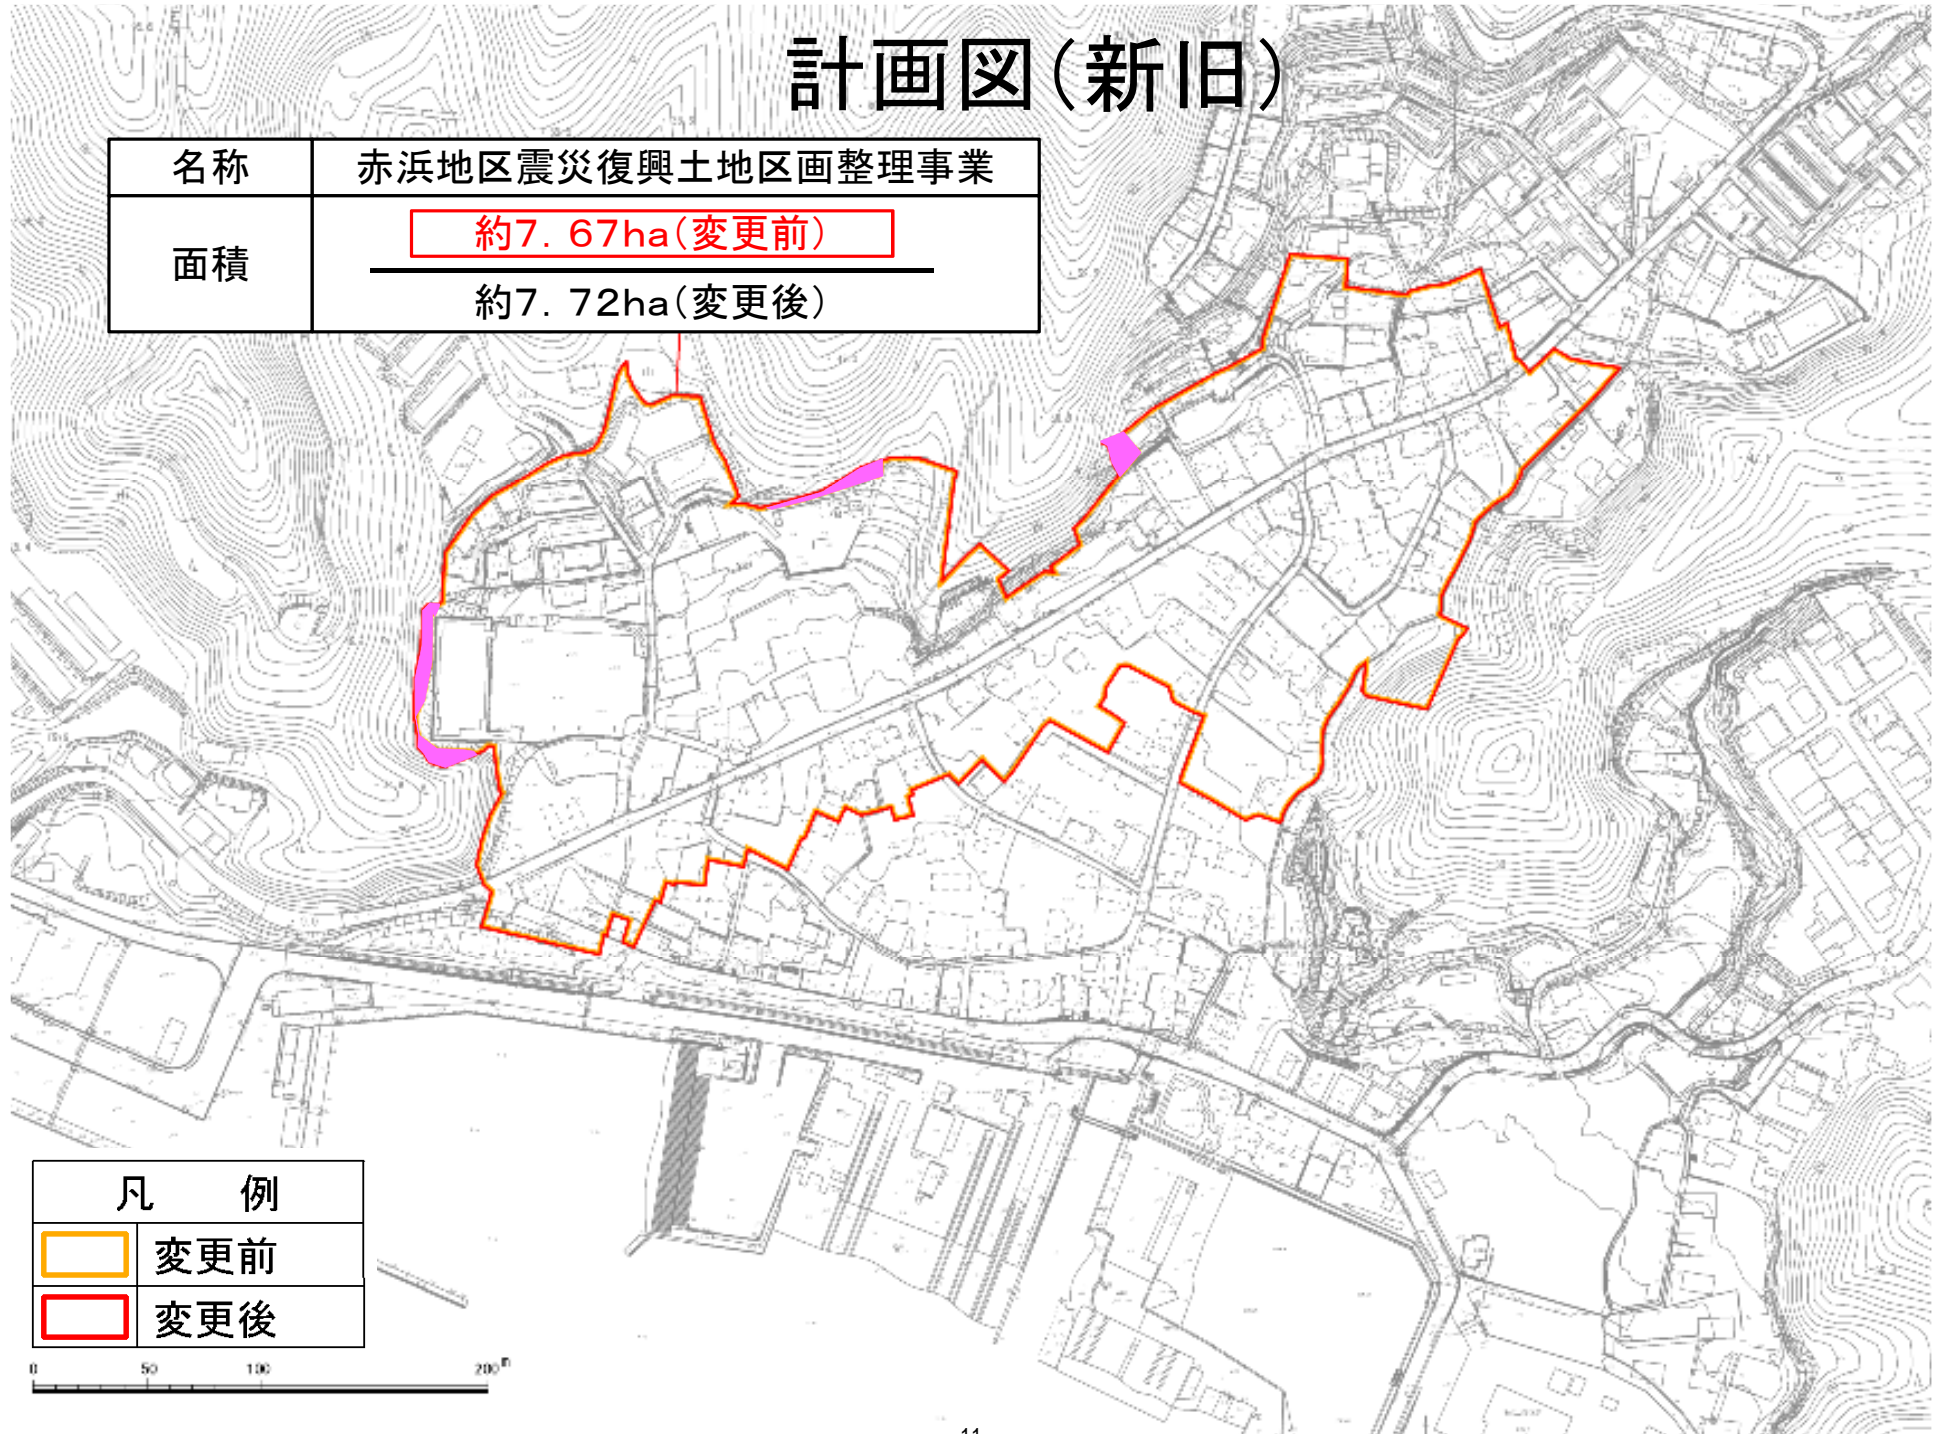 計画図(新旧)
名称 赤浜地区震災復興土地区画整理事業
面積
約7.67ha(変更前)
約7.72ha(変更後)
凡 例
変更前
変更後
0 50 100 200m
11